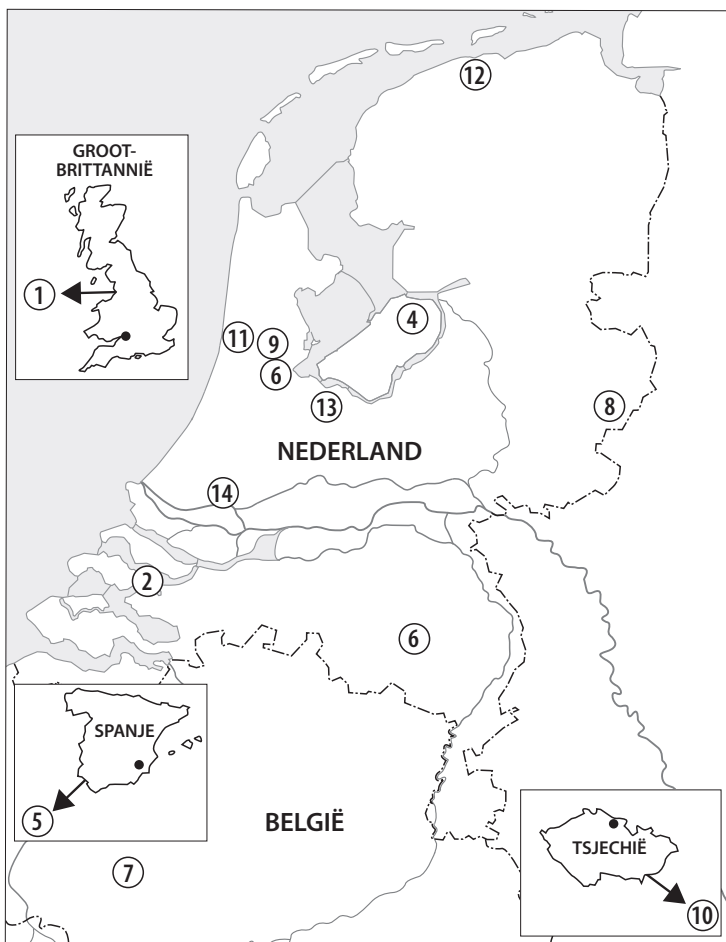 12
GROOT-
BRITTANNIË
1
4
11
9
6
13
8
NEDERLAND
14
2
6
SPANJE
5
BELGIË
TSJECHIË
7
10